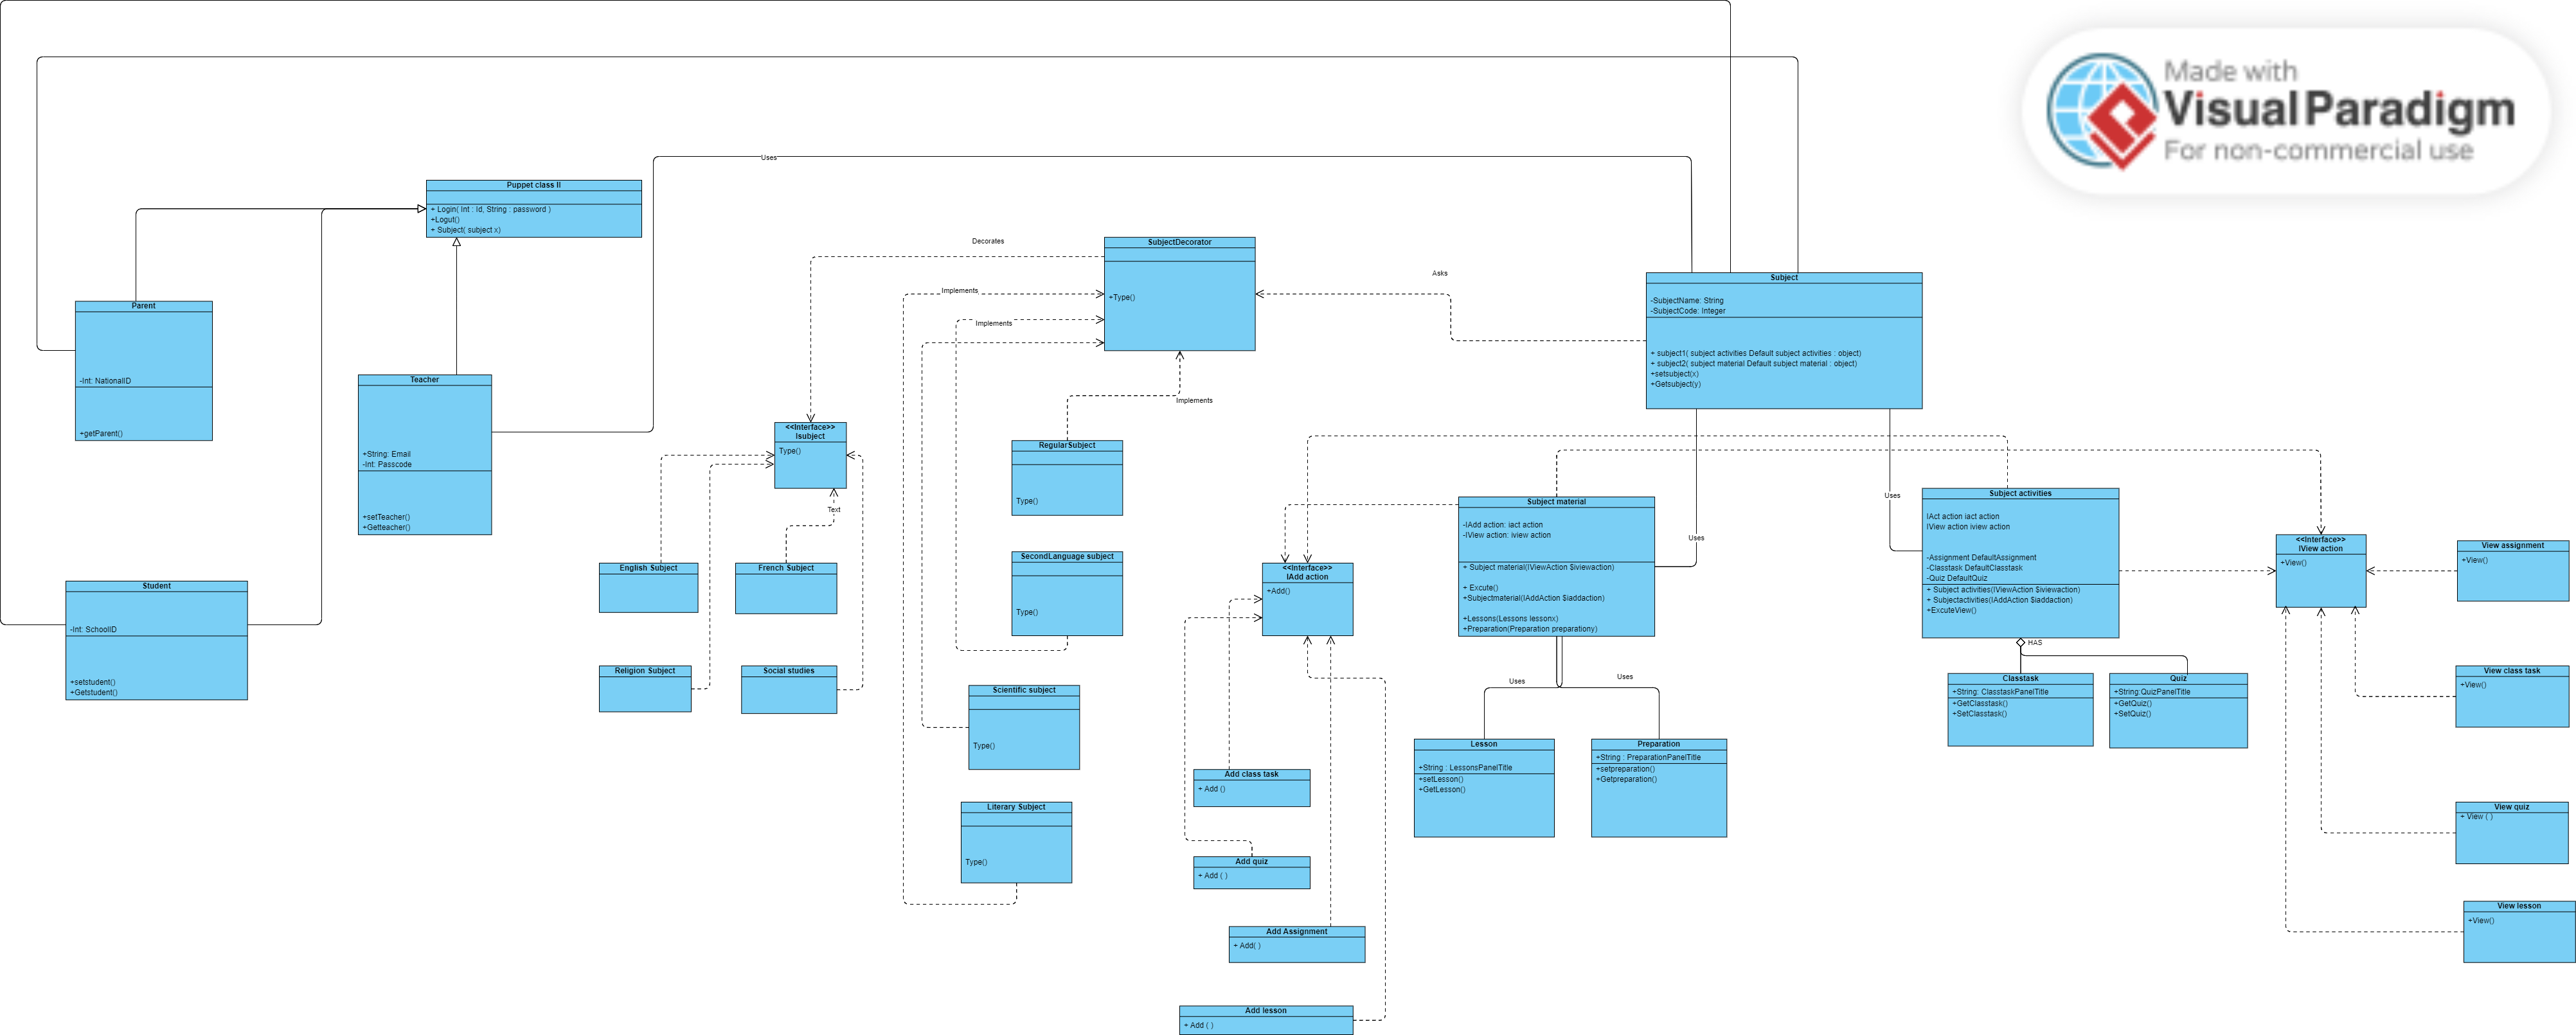 Made with
Visual Paradigm
For non-commercial use
Uses
Puppet class II
+ Login( Int : Id, String : password )
+Logut()
+ Subject( subject x)
Decorates
SubjectDecorator
+Type()
Implements
Implements
Implements
Asks
Subject
-SubjectName: String
-SubjectCode: Integer
+ subject1( subject activities Default subject activities : object)
+ subject2( subject material Default subject material : object)
+setsubject(x)
+Getsubject(y)
Parent
-Int: NationalID
+getParent()
Teacher
+String: Email
-Int: Passcode
+setTeacher()
+Getteacher()
<<Interface>>
Isubject
Type()
Text
RegularSubject
Type()
Uses
Uses
Subject material
-IAdd action: iact action
-IView action: iview action
+ Subject material(IViewAction $iviewaction)
+ Excute()
+Subjectmaterial(IAddAction $iaddaction)
+Lessons(Lessons lessonx)
+Preparation(Preparation preparationy)
Subject activities
IAct action iact action
IView action iview action
-Assignment DefaultAssignment
-Classtask DefaultClasstask
-Quiz DefaultQuiz
+ Subject activities(IViewAction $iviewaction)
+ Subjectactivities(IAddAction $iaddaction)
+ExcuteView()
HAS
<<Interface>>
IView action
+View()
View assignment
+View()
SecondLanguage subject
Type()
<<Interface>>
IAdd action
+Add()
English Subject
French Subject
Student
-Int: SchoolID
+setstudent()
+Getstudent()
Religion Subject
Social studies
Scientific subject
Type()
Uses
Uses
Classtask
+String: ClasstaskPanelTitle
+GetClasstask()
+SetClasstask()
Quiz
+String:QuizPanelTitle
+GetQuiz()
+SetQuiz()
View class task
+View()
Lesson
+String : LessonsPanelTitle
+setLesson()
+GetLesson()
Preparation
+String : PreparationPanelTitle
+setpreparation()
+Getpreparation()
Add class task
+ Add ()
Literary Subject
Type()
View quiz
+ View ( )
Add quiz
+ Add ( )
View lesson
+View()
Add Assignment
+ Add( )
Add lesson
+ Add ( )